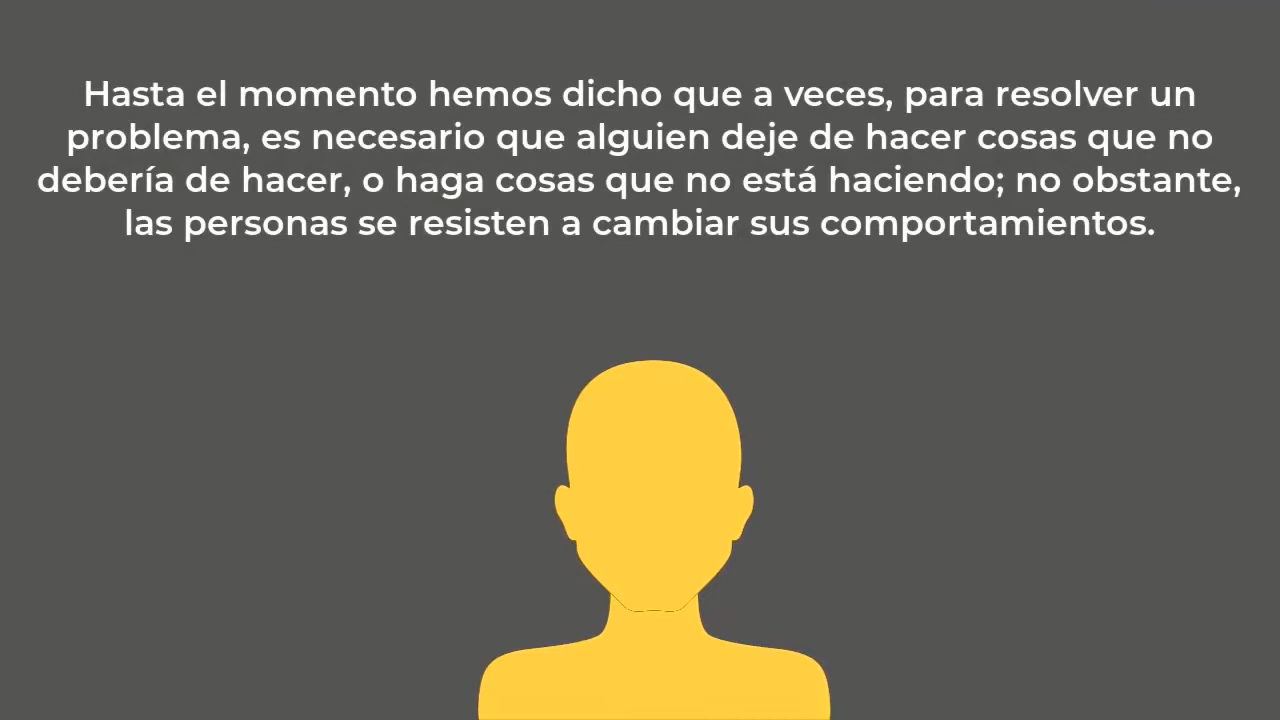 Hasta el momento hemos dicho que a veces, para resolver un
problema, es necesario que alguien deje de hacer cosas que no
debería de hacer, o haga cosas que no está haciendo; no obstante,
las personas se resisten a cambiar sus comportamientos.